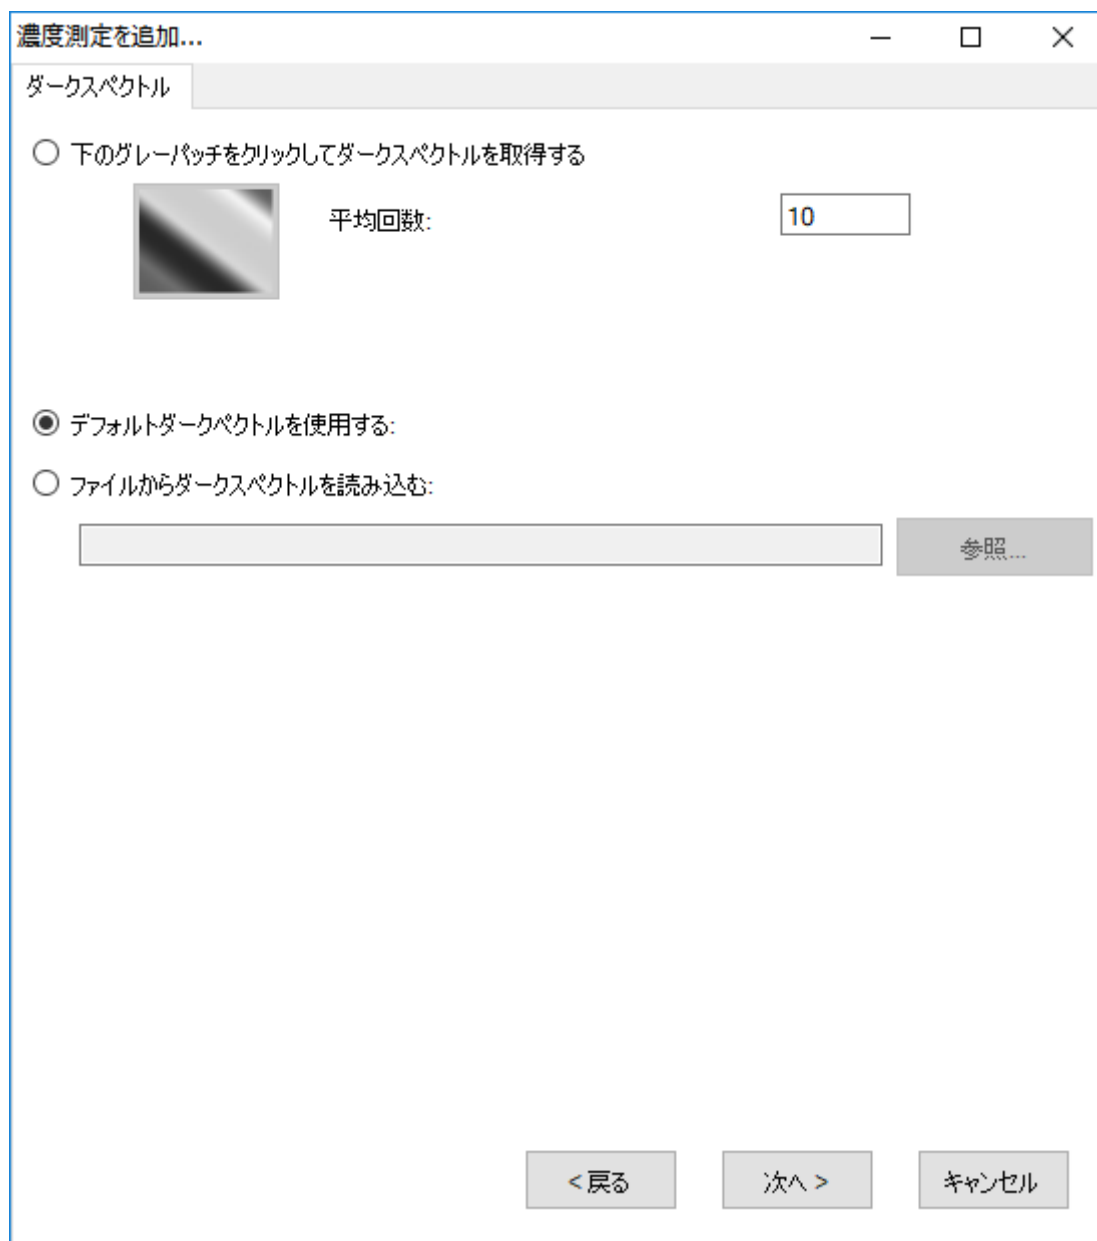 濃度測定を追加...
ダークスペクトル
下のグレーパッチをクリックしてダークスペクトルを取得する
平均回数: 10
デフォルトダークペクトルを使用する:
ファイルからダークスペクトルを読み込む:
参照...
<戻る 次へ > キャンセル